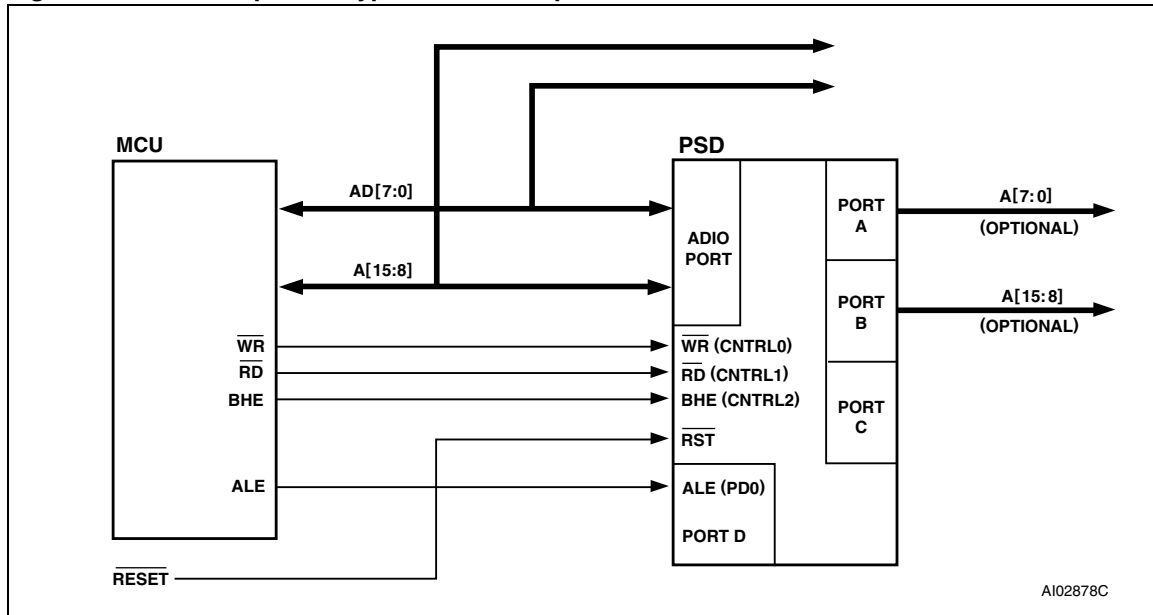 MCU
PSD
AD[7:0]
A[15:8]
WR
RD
BHE
ALE
RESET
ADIO
PORT
WR (CNTRL0)
RD (CNTRL1)
BHE (CNTRL2)
RST
ALE (PD0)
PORT D
PORT
A
PORT
B
PORT
C
A[7:0]
(OPTIONAL)
A[15:8]
(OPTIONAL)
AI02878C